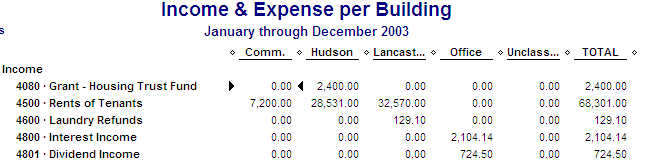 Income & Expense per Building
s January through December 2003
Comm. Hudson Lancast... Office Unclass... TOTAL
Income
4080 · Grant - Housing Trust Fund 0.00 2,400.00 0.00 0.00 0.00 2,400.00
4500 · Rents of Tenants 7,200.00 28,531.00 32,570.00 0.00 0.00 68,301.00
4600 · Laundry Refunds 0.00 0.00 129.10 0.00 0.00 129.10
4800 · Interest Income 0.00 0.00 0.00 2,104.14 0.00 2,104.14
4801 · Dividend Income 0.00 0.00 0.00 724.50 0.00 724.50